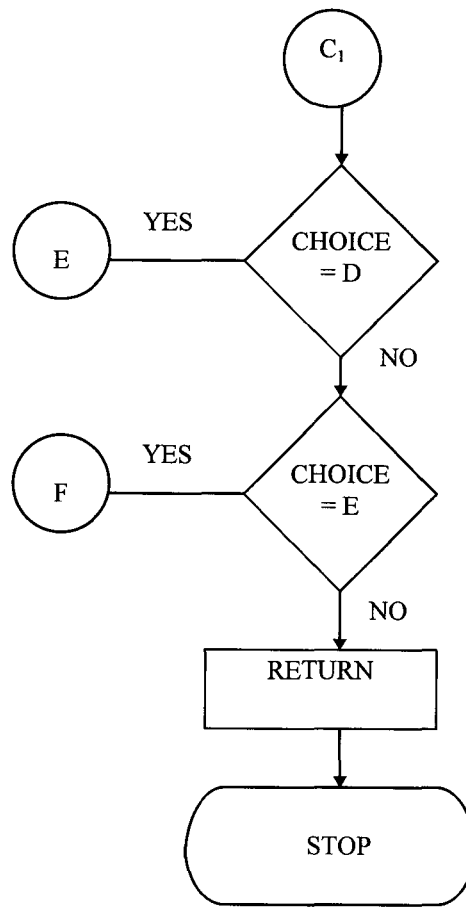 C₁
YES
CHOICE
= D
E
NO
YES
CHOICE
= E
F
NO
RETURN
STOP